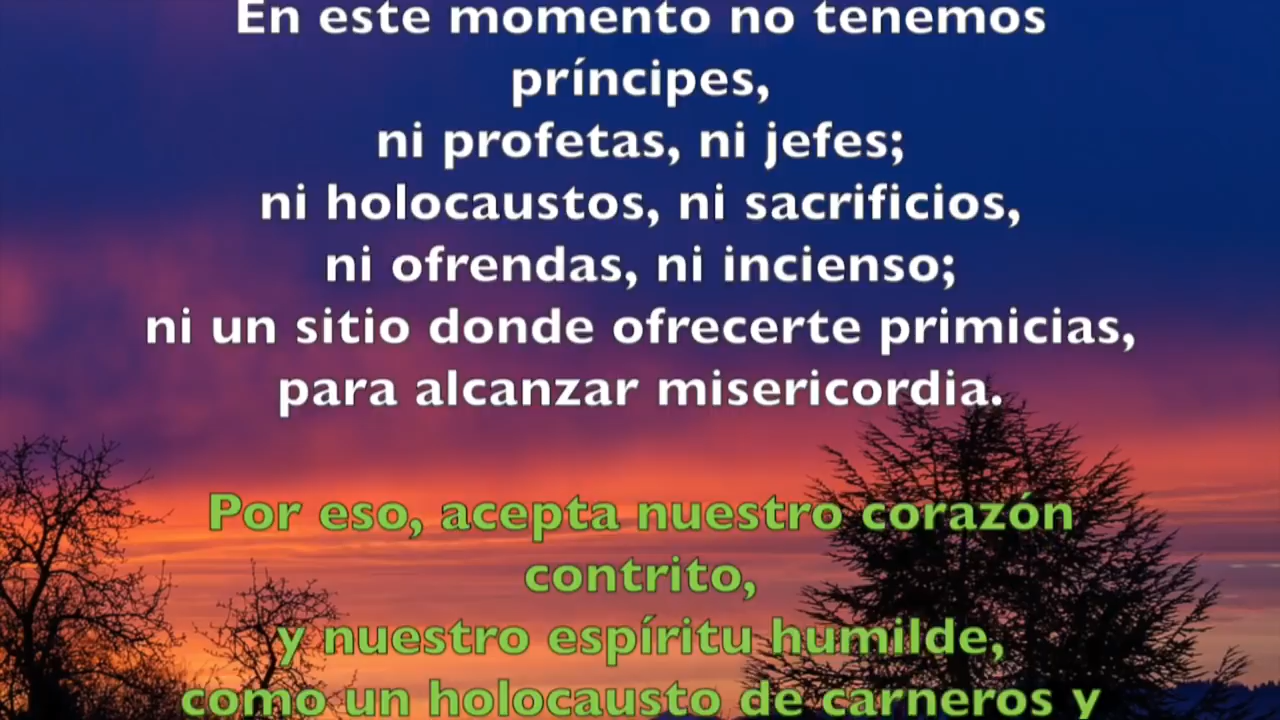 En este momento no tenemos
príncipes,
ni profetas, ni jefes;
ni holocaustos, ni sacrificios,
ni ofrendas, ni incienso;
ni un sitio donde ofrecerte primicias,
para alcanzar misericordia.
Por eso, acepta nuestro corazón
contrito,
y nuestro espíritu humilde,
como un holocausto de carneros y